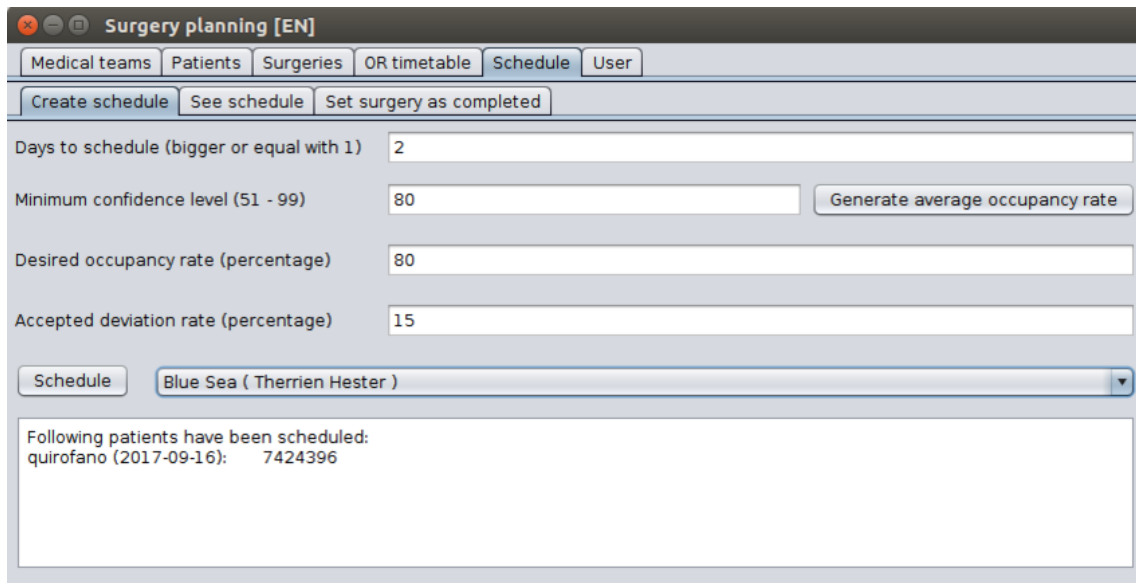 Surgery planning [EN]
Medical teams Patients Surgeries OR timetable Schedule User
Create schedule See schedule Set surgery as completed
Days to schedule (bigger or equal with 1) 2
Minimum confidence level (51 - 99) 80 Generate average occupancy rate
Desired occupancy rate (percentage) 80
Accepted deviation rate (percentage) 15
Schedule Blue Sea ( Therrien Hester )
Following patients have been scheduled:
quirofano (2017-09-16): 7424396